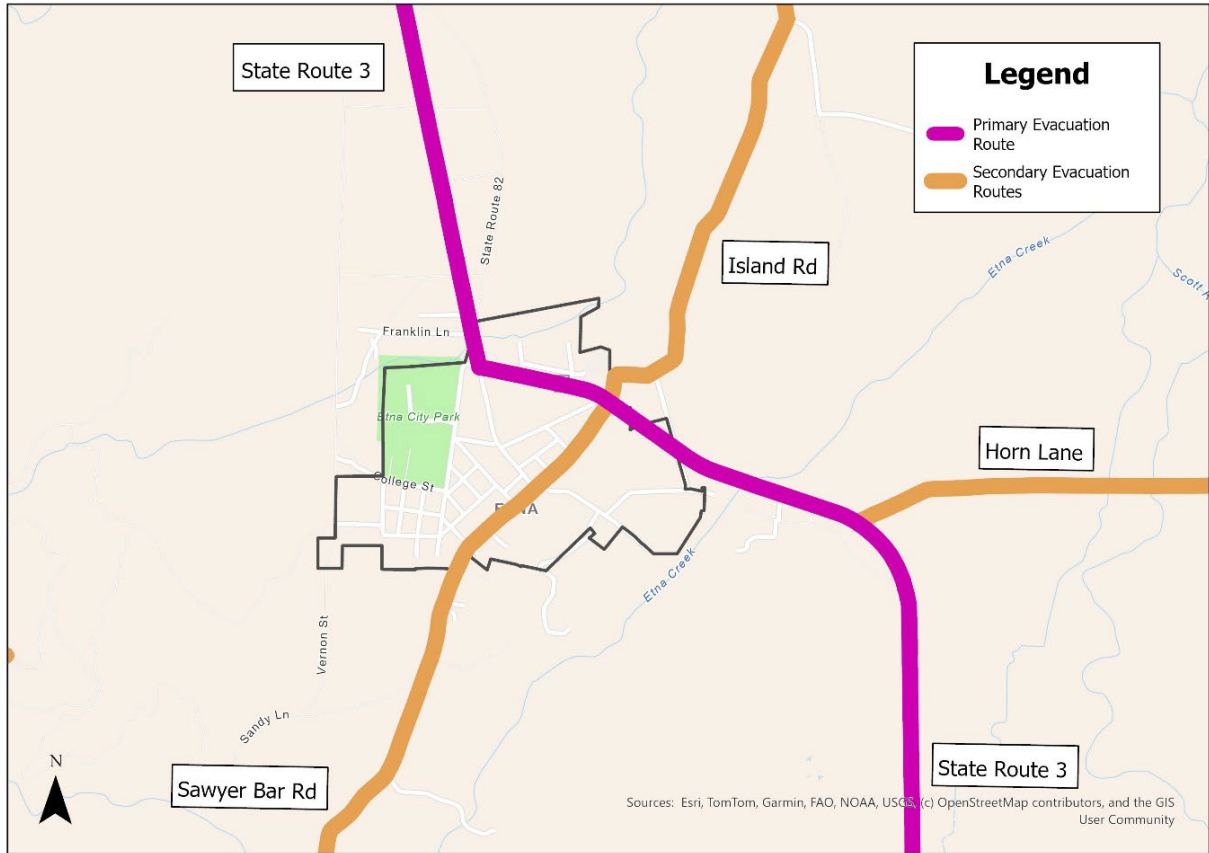 State Route 3
Legend
Primary Evacuation
Route
Secondary Evacuation
Routes
State Route 82
Etna Creek
Island Rd
Franklin Ln
Etna City Park
College St
Horn Lane
Etna Creek
Vernon St
Sandy Ln
N
Sawyer Bar Rd
State Route 3
Sources: Esri, TomTom, Garmin, FAO, NOAA, USGS, (c) OpenStreetMap contributors, and the GIS
User Community